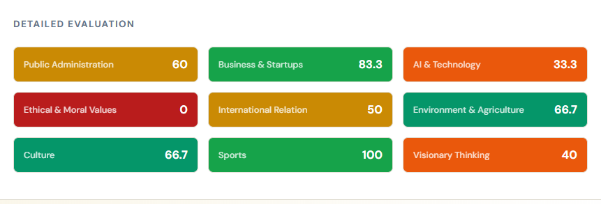 DETAILED EVALUATION
Public Administration 60
Business & Startups 83.3
AI & Technology 33.3
Ethical & Moral Values 0
International Relation 50
Environment & Agriculture 66.7
Culture 66.7
Sports 100
Visionary Thinking 40